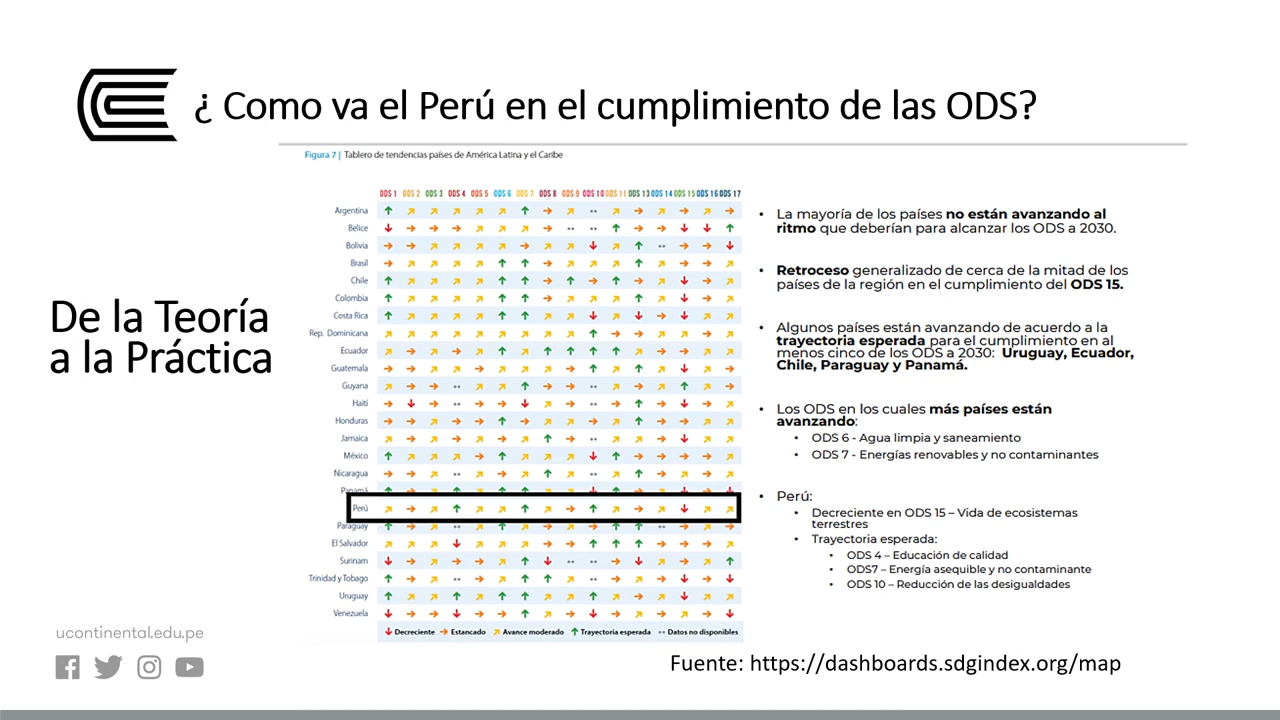 ¿ Como va el Perú en el cumplimiento de las ODS?
Figura 7 | Tablero de tendencias países de América Latina y el Caribe
De la Teoría
a la Práctica
ODS 1 ODS 2 ODS 3 ODS 4 ODS 5 ODS 6 ODS 7 ODS 8 ODS 9 ODS 10 ODS 11 ODS 13 ODS 14 ODS 15 ODS 16 ODS 17
Argentina
Belice
Bolivia
Brasil
Chile
Colombia
Costa Rica
Rep. Dominicana
Ecuador
Guatemala
Guyana
Haití
Honduras
Jamaica
México
Nicaragua
Panamá
Perú
Paraguay
El Salvador
Surinam
Trinidad y Tobago
Uruguay
Venezuela
Decreciente Estancado Avance moderado Trayectoria esperada Datos no disponibles
• La mayoría de los países no están avanzando al
ritmo que deberían para alcanzar los ODS a 2030.
• Retroceso generalizado de cerca de la mitad de los
países de la región en el cumplimiento del ODS 15.
• Algunos países están avanzando de acuerdo a la
trayectoria esperada para el cumplimiento en al
menos cinco de los ODS a 2030: Uruguay, Ecuador,
Chile, Paraguay y Panamá.
• Los ODS en los cuales más países están
avanzando:
• ODS 6 - Agua limpia y saneamiento
• ODS 7 - Energías renovables y no contaminantes
• Perú:
• Decreciente en ODS 15 – Vida de ecosistemas
terrestres
• Trayectoria esperada:
• ODS 4 – Educación de calidad
• ODS7 – Energía asequible y no contaminante
• ODS 10 – Reducción de las desigualdades
ucontinental.edu.pe
Fuente: https://dashboards.sdgindex.org/map